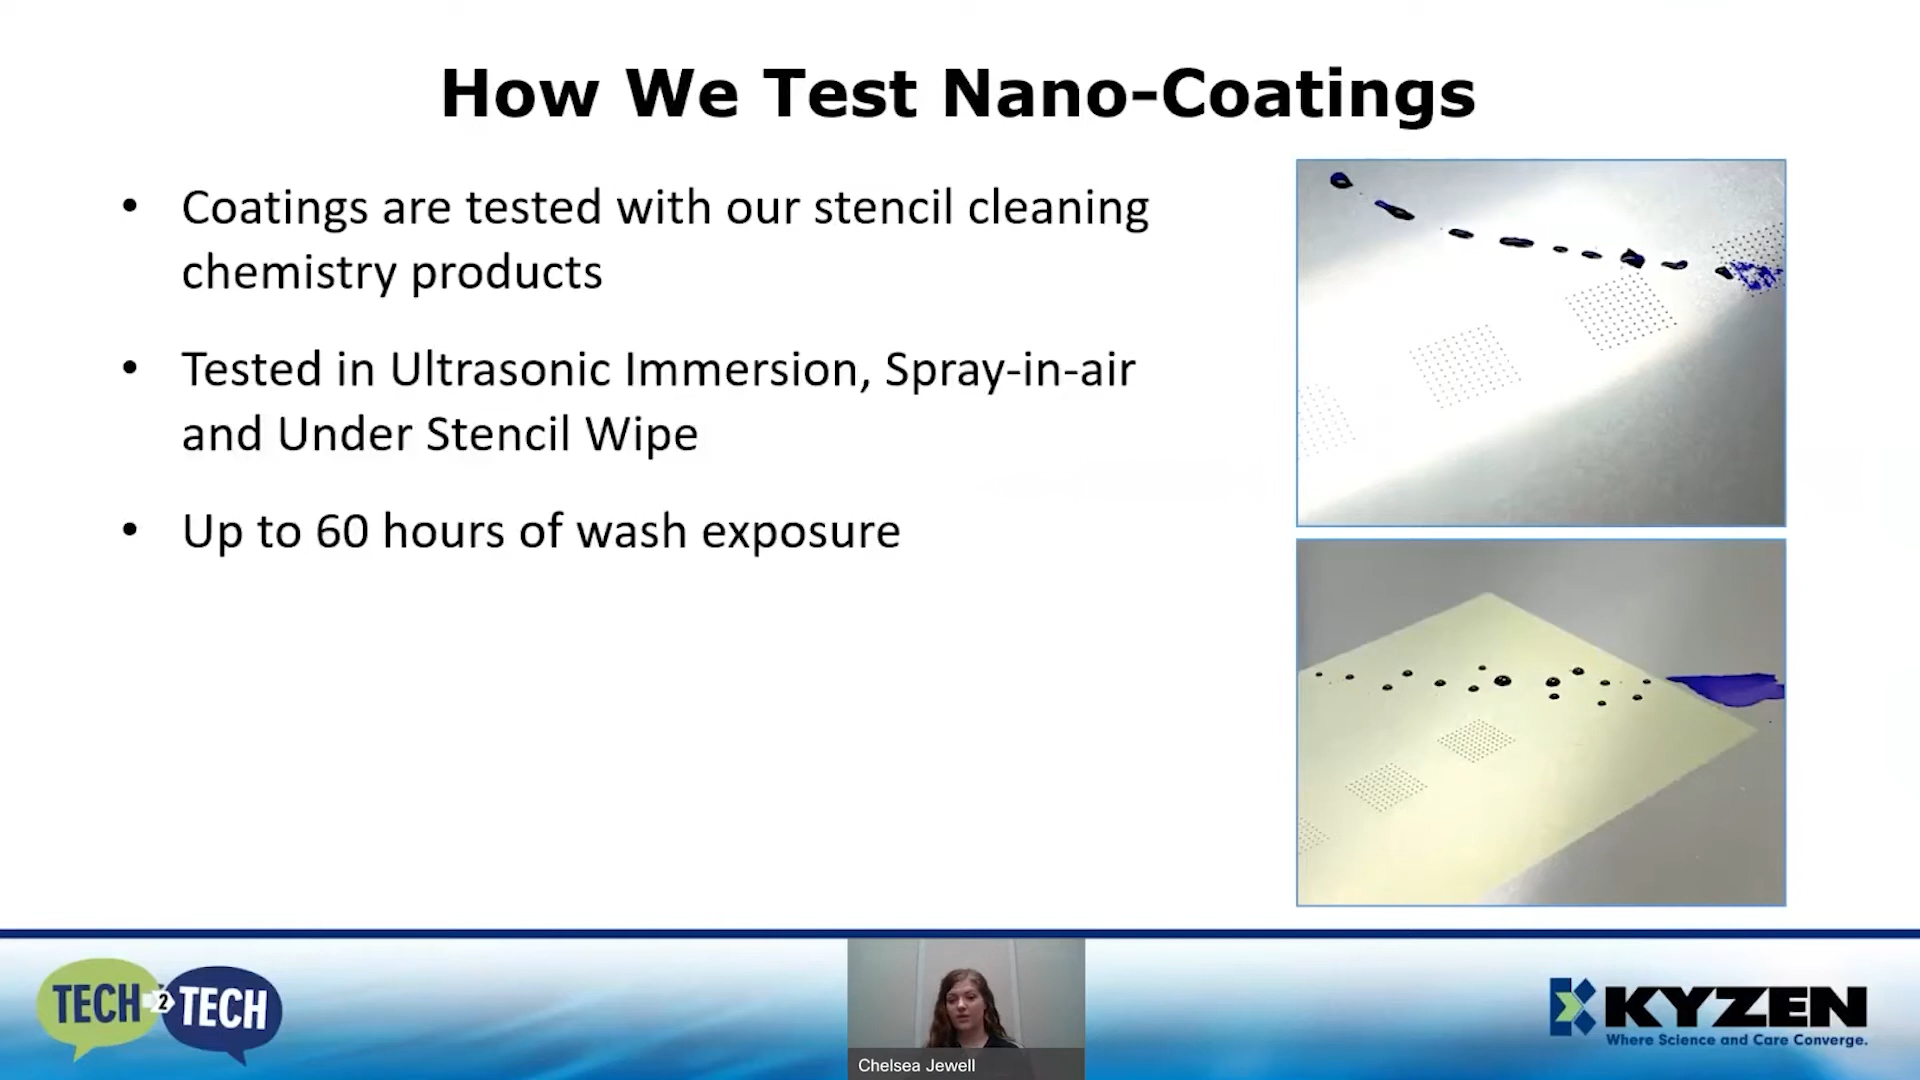 How We Test Nano-Coatings
• Coatings are tested with our stencil cleaning
chemistry products
• Tested in Ultrasonic Immersion, Spray-in-air
and Under Stencil Wipe
• Up to 60 hours of wash exposure
TECH 2 TECH
Chelsea Jewell
KYZEN
Where Science and Care Converge.